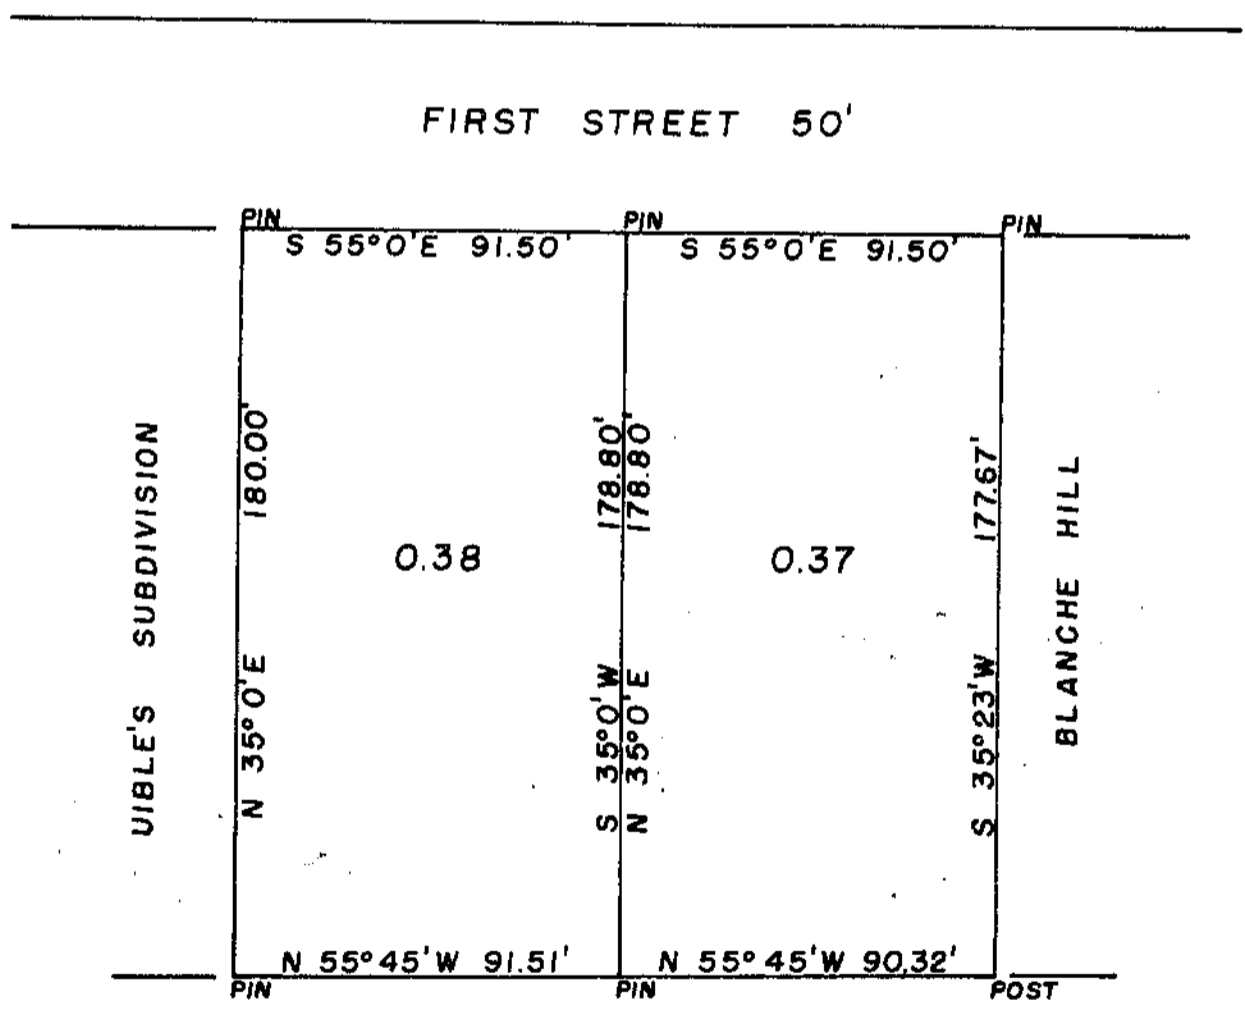 FIRST STREET 50'
PIN
PIN
PIN
S 55°0'E 91.50'
S 55°0'E 91.50'
UIBLE'S SUBDIVISION
N 35°0'E 180.00'
0.38
S 35°0'W 178.80'
N 35°0'E 178.80'
0.37
S 35°23'W 177.67'
BLANCHE HILL
N 55°45'W 91.51'
N 55°45'W 90.32'
PIN
PIN
POST